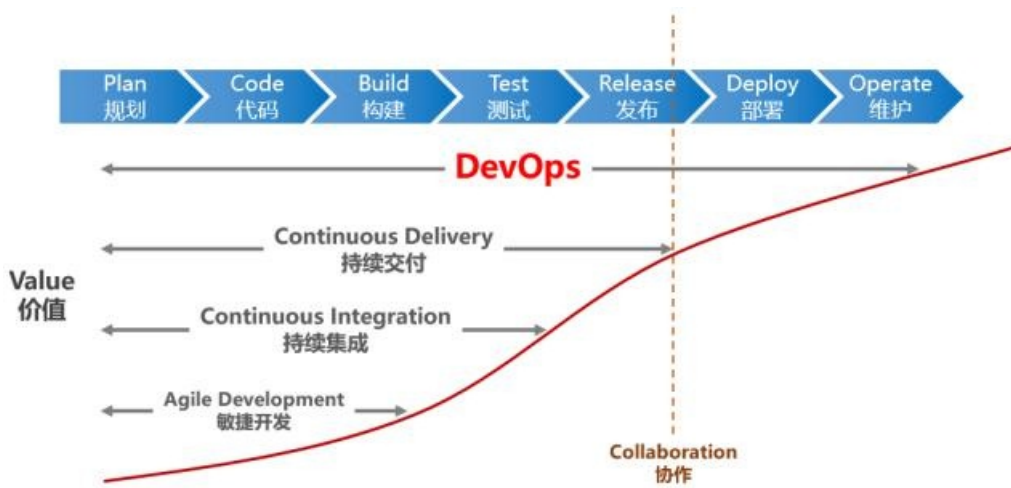 Plan
规划
Code
代码
Build
构建
Test
测试
Release
发布
Deploy
部署
Operate
维护
DevOps
Continuous Delivery
持续交付
Value
价值
Continuous Integration
持续集成
Agile Development
敏捷开发
Collaboration
协作